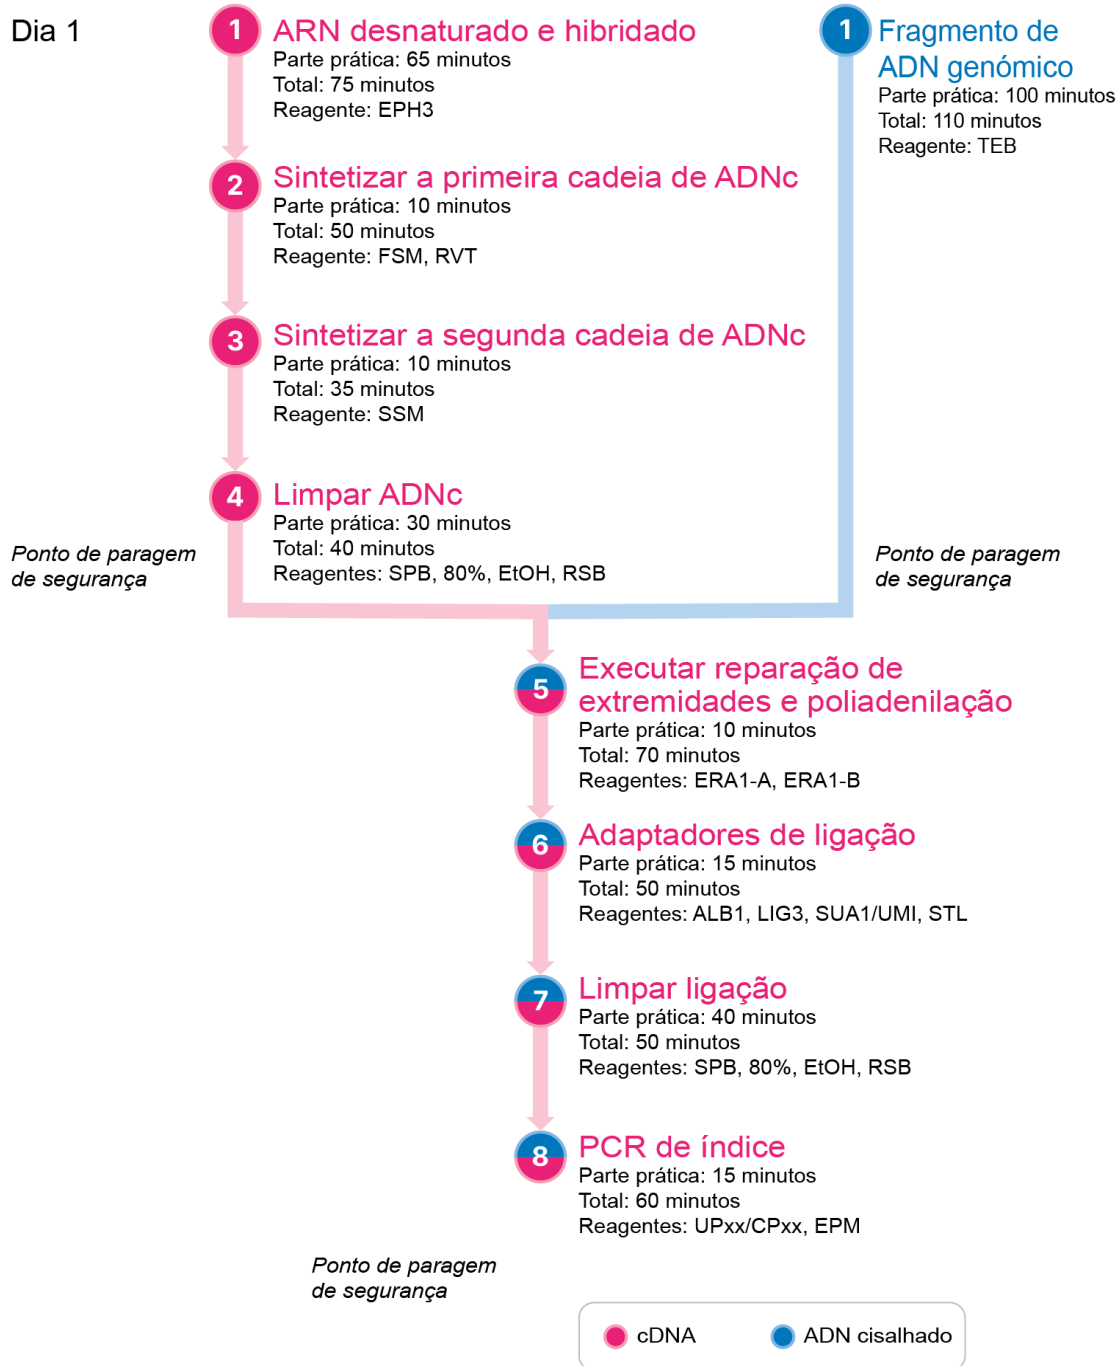 Dia 1
1
ARN desnaturado e hibridado
Parte prática: 65 minutos
Total: 75 minutos
Reagente: EPH3
1
Fragmento de
ADN genómico
Parte prática: 100 minutos
Total: 110 minutos
Reagente: TEB
2
Sintetizar a primeira cadeia de ADNc
Parte prática: 10 minutos
Total: 50 minutos
Reagente: FSM, RVT
3
Sintetizar a segunda cadeia de ADNc
Parte prática: 10 minutos
Total: 35 minutos
Reagente: SSM
4
Limpar ADNc
Parte prática: 30 minutos
Total: 40 minutos
Reagentes: SPB, 80%, EtOH, RSB
Ponto de paragem
de segurança
Ponto de paragem
de segurança
5
Executar reparação de
extremidades e poliadenilação
Parte prática: 10 minutos
Total: 70 minutos
Reagentes: ERA1-A, ERA1-B
6
Adaptadores de ligação
Parte prática: 15 minutos
Total: 50 minutos
Reagentes: ALB1, LIG3, SUA1/UMI, STL
7
Limpar ligação
Parte prática: 40 minutos
Total: 50 minutos
Reagentes: SPB, 80%, EtOH, RSB
8
PCR de índice
Parte prática: 15 minutos
Total: 60 minutos
Reagentes: UPxx/CPxx, EPM
Ponto de paragem
de segurança
cDNA
ADN cisalhado